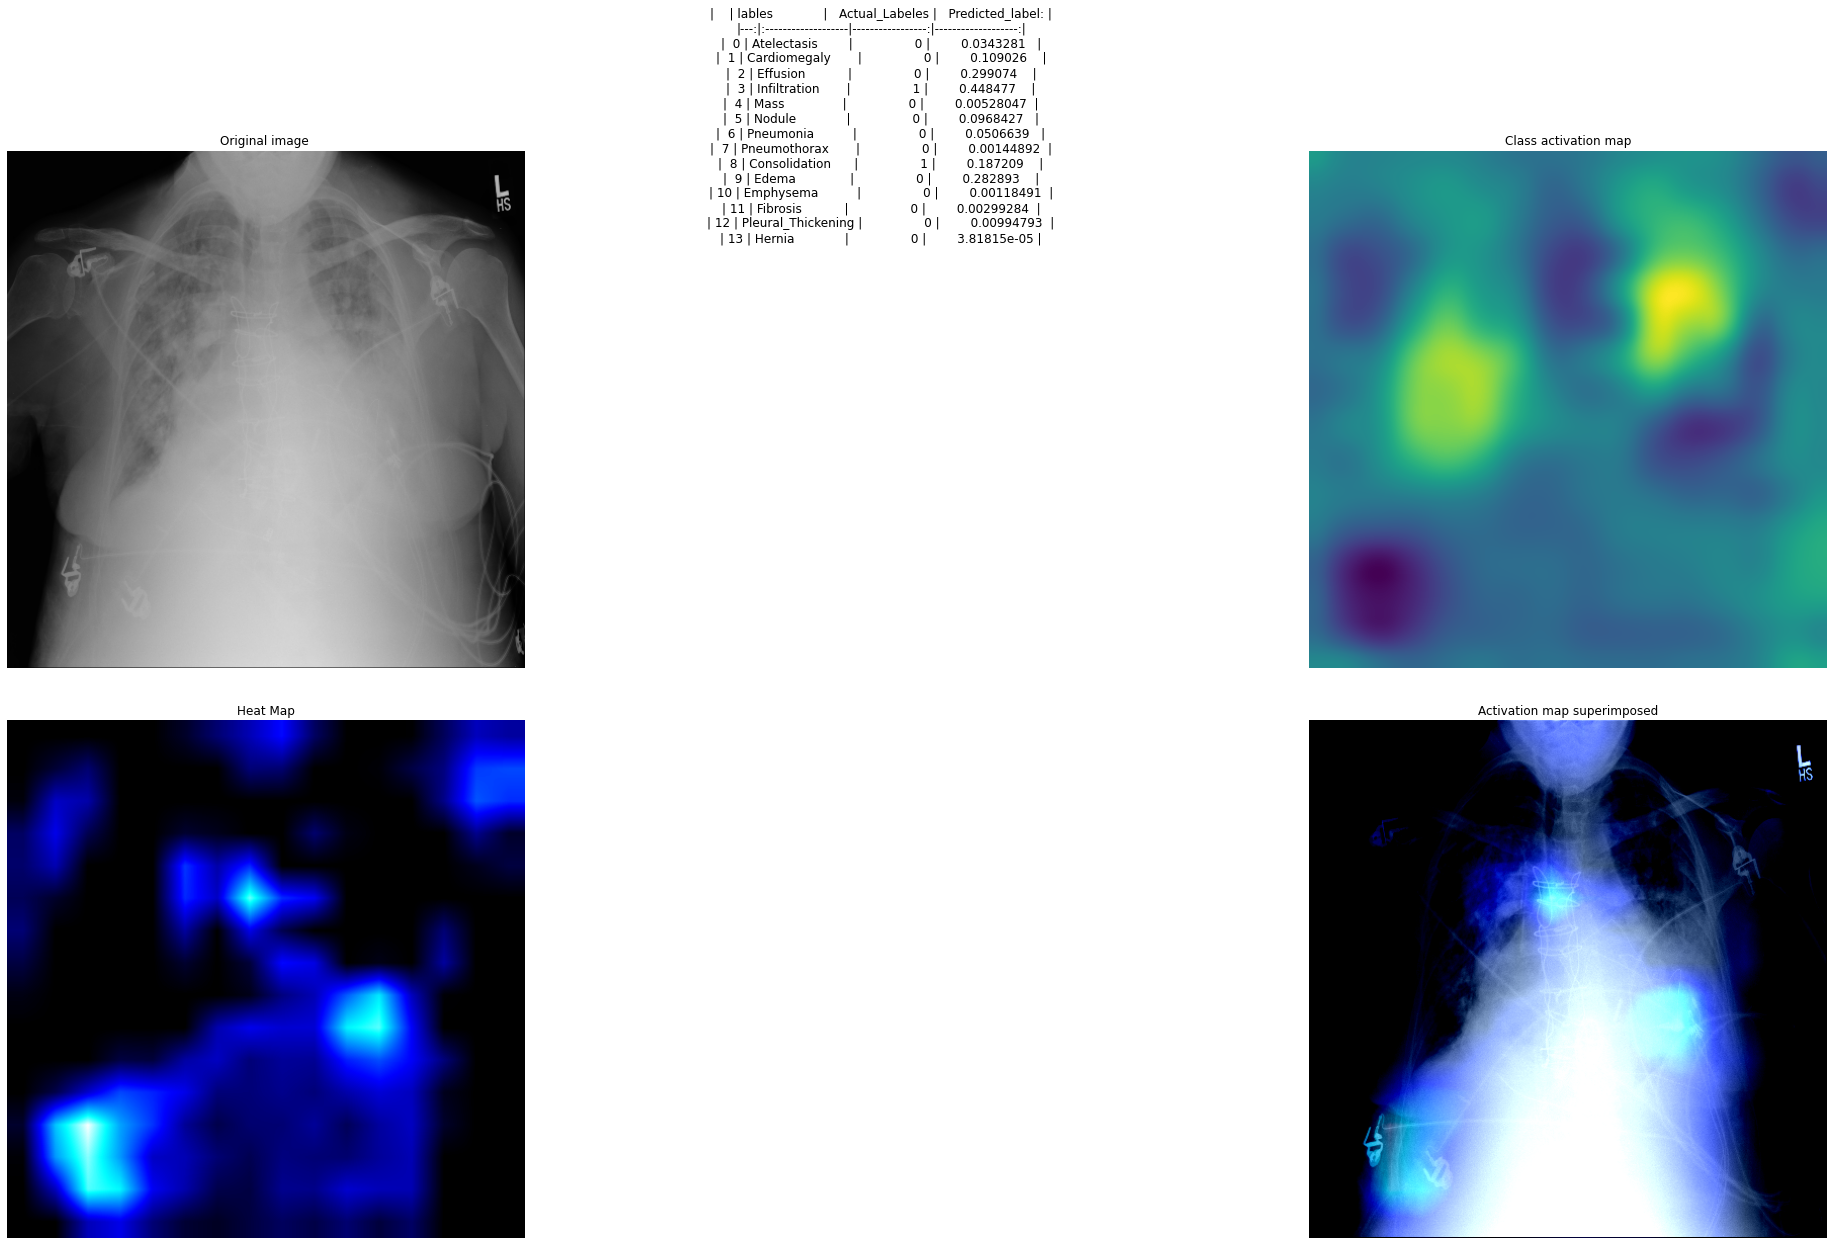 |    | lables             |   Actual_Labeles |   Predicted_label: |
|---:|:-------------------|-----------------:|-------------------:|
|  0 | Atelectasis        |                0 |        0.0343281   |
|  1 | Cardiomegaly       |                0 |        0.109026    |
|  2 | Effusion           |                0 |        0.299074    |
|  3 | Infiltration       |                1 |        0.448477    |
|  4 | Mass               |                0 |        0.00528047  |
|  5 | Nodule             |                0 |        0.0968427   |
|  6 | Pneumonia          |                0 |        0.0506639   |
|  7 | Pneumothorax       |                0 |        0.00144892  |
|  8 | Consolidation      |                1 |        0.187209    |
|  9 | Edema              |                0 |        0.282893    |
| 10 | Emphysema          |                0 |        0.00118491  |
| 11 | Fibrosis           |                0 |        0.00299284  |
| 12 | Pleural_Thickening |                0 |        0.00994793  |
| 13 | Hernia             |                0 |        3.81815e-05 |
Original image
L
HS
Class activation map
Heat Map
Activation map superimposed
L
HS